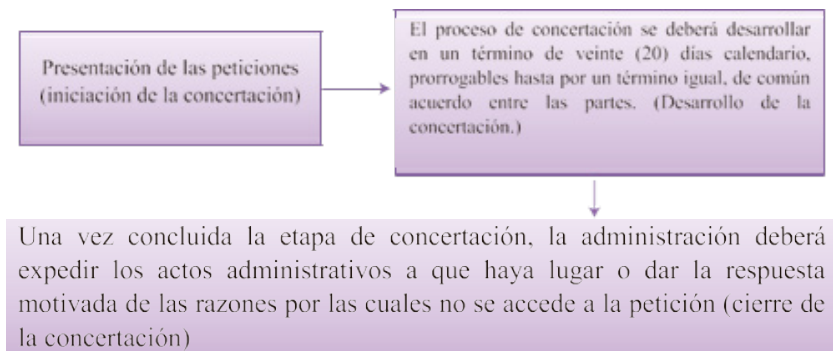 Presentación de las peticiones
(iniciación de la concertación)
El proceso de concertación se deberá desarrollar
en un término de veinte (20) días calendario,
prorrogables hasta por un término igual, de común
acuerdo entre las partes. (Desarrollo de la
concertación.)
Una vez concluida la etapa de concertación, la administración deberá
expedir los actos administrativos a que haya lugar o dar la respuesta
motivada de las razones por las cuales no se accede a la petición (cierre de
la concertación)